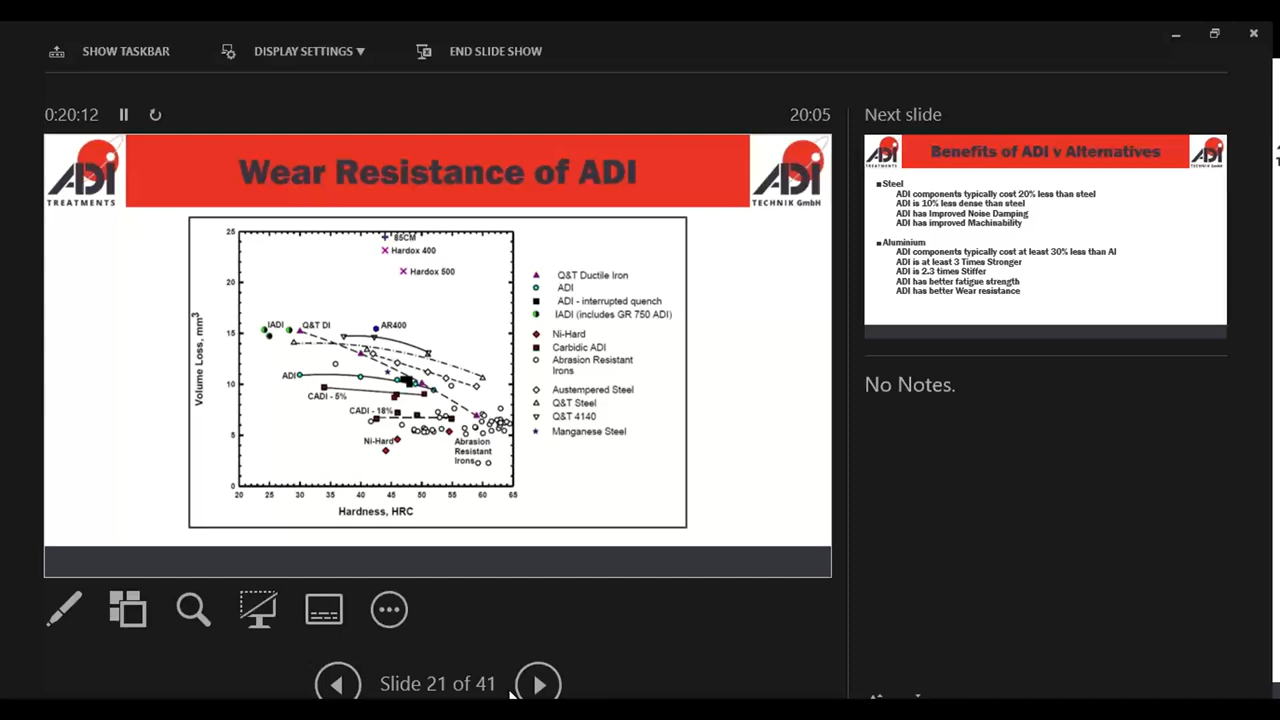 SHOW TASKBAR
DISPLAY SETTINGS ▼
END SLIDE SHOW
0:20:12
20:05
Next slide
ADI
TREATMENTS
Wear Resistance of ADI
ADI
TECHNIK GmbH
25
20
15
10
5
0
Volume Loss, mm³
20 25 30 35 40 45 50 55 60 65
Hardness, HRC
85CM
Hardox 400
Hardox 500
IADI
Q&T DI
AR400
ADI
CADI - 5%
CADI - 18%
Ni-Hard
Abrasion
Resistant
Irons
Q&T Ductile Iron
ADI
ADI - interrupted quench
IADI (includes GR 750 ADI)
Ni-Hard
Carbidic ADI
Abrasion Resistant
Irons
Austempered Steel
Q&T Steel
Q&T 4140
Manganese Steel
ADI
TREATMENTS
Benefits of ADI v Alternatives
ADI
TECHNIK GmbH
Steel
ADI components typically cost 20% less than steel
ADI is 10% less dense than steel
ADI has Improved Noise Damping
ADI has improved Machinability
Aluminium
ADI components typically cost at least 30% less than Al
ADI is at least 3 Times Stronger
ADI is 2.3 times Stiffer
ADI has better fatigue strength
ADI has better Wear resistance
No Notes.
Slide 21 of 41